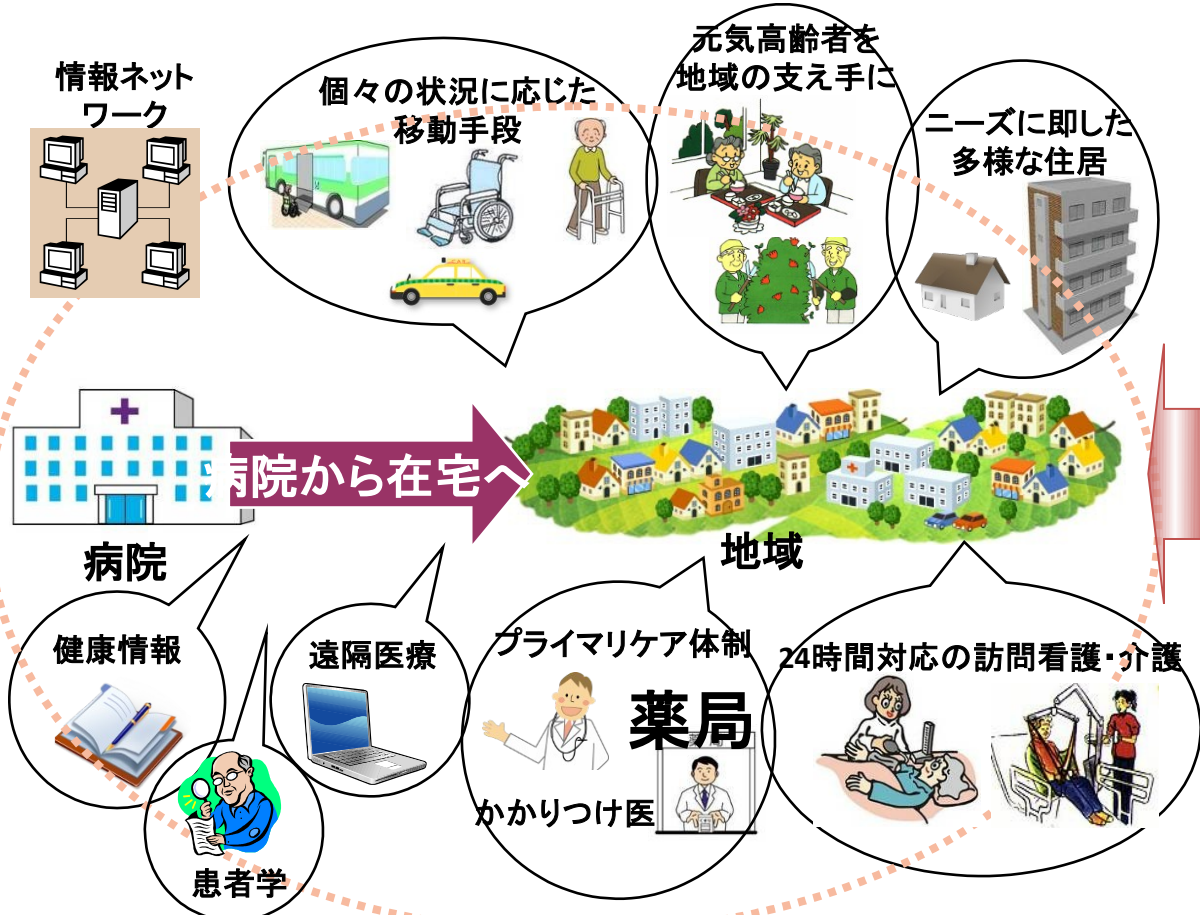 情報ネット
ワーク
個々の状況に応じた
移動手段
元気高齢者を
地域の支え手に
ニーズに即した
多様な住居
病院から在宅へ
病院
地域
健康情報
遠隔医療
患者学
プライマリケア体制
薬局
かかりつけ医
24時間対応の訪問看護・介護